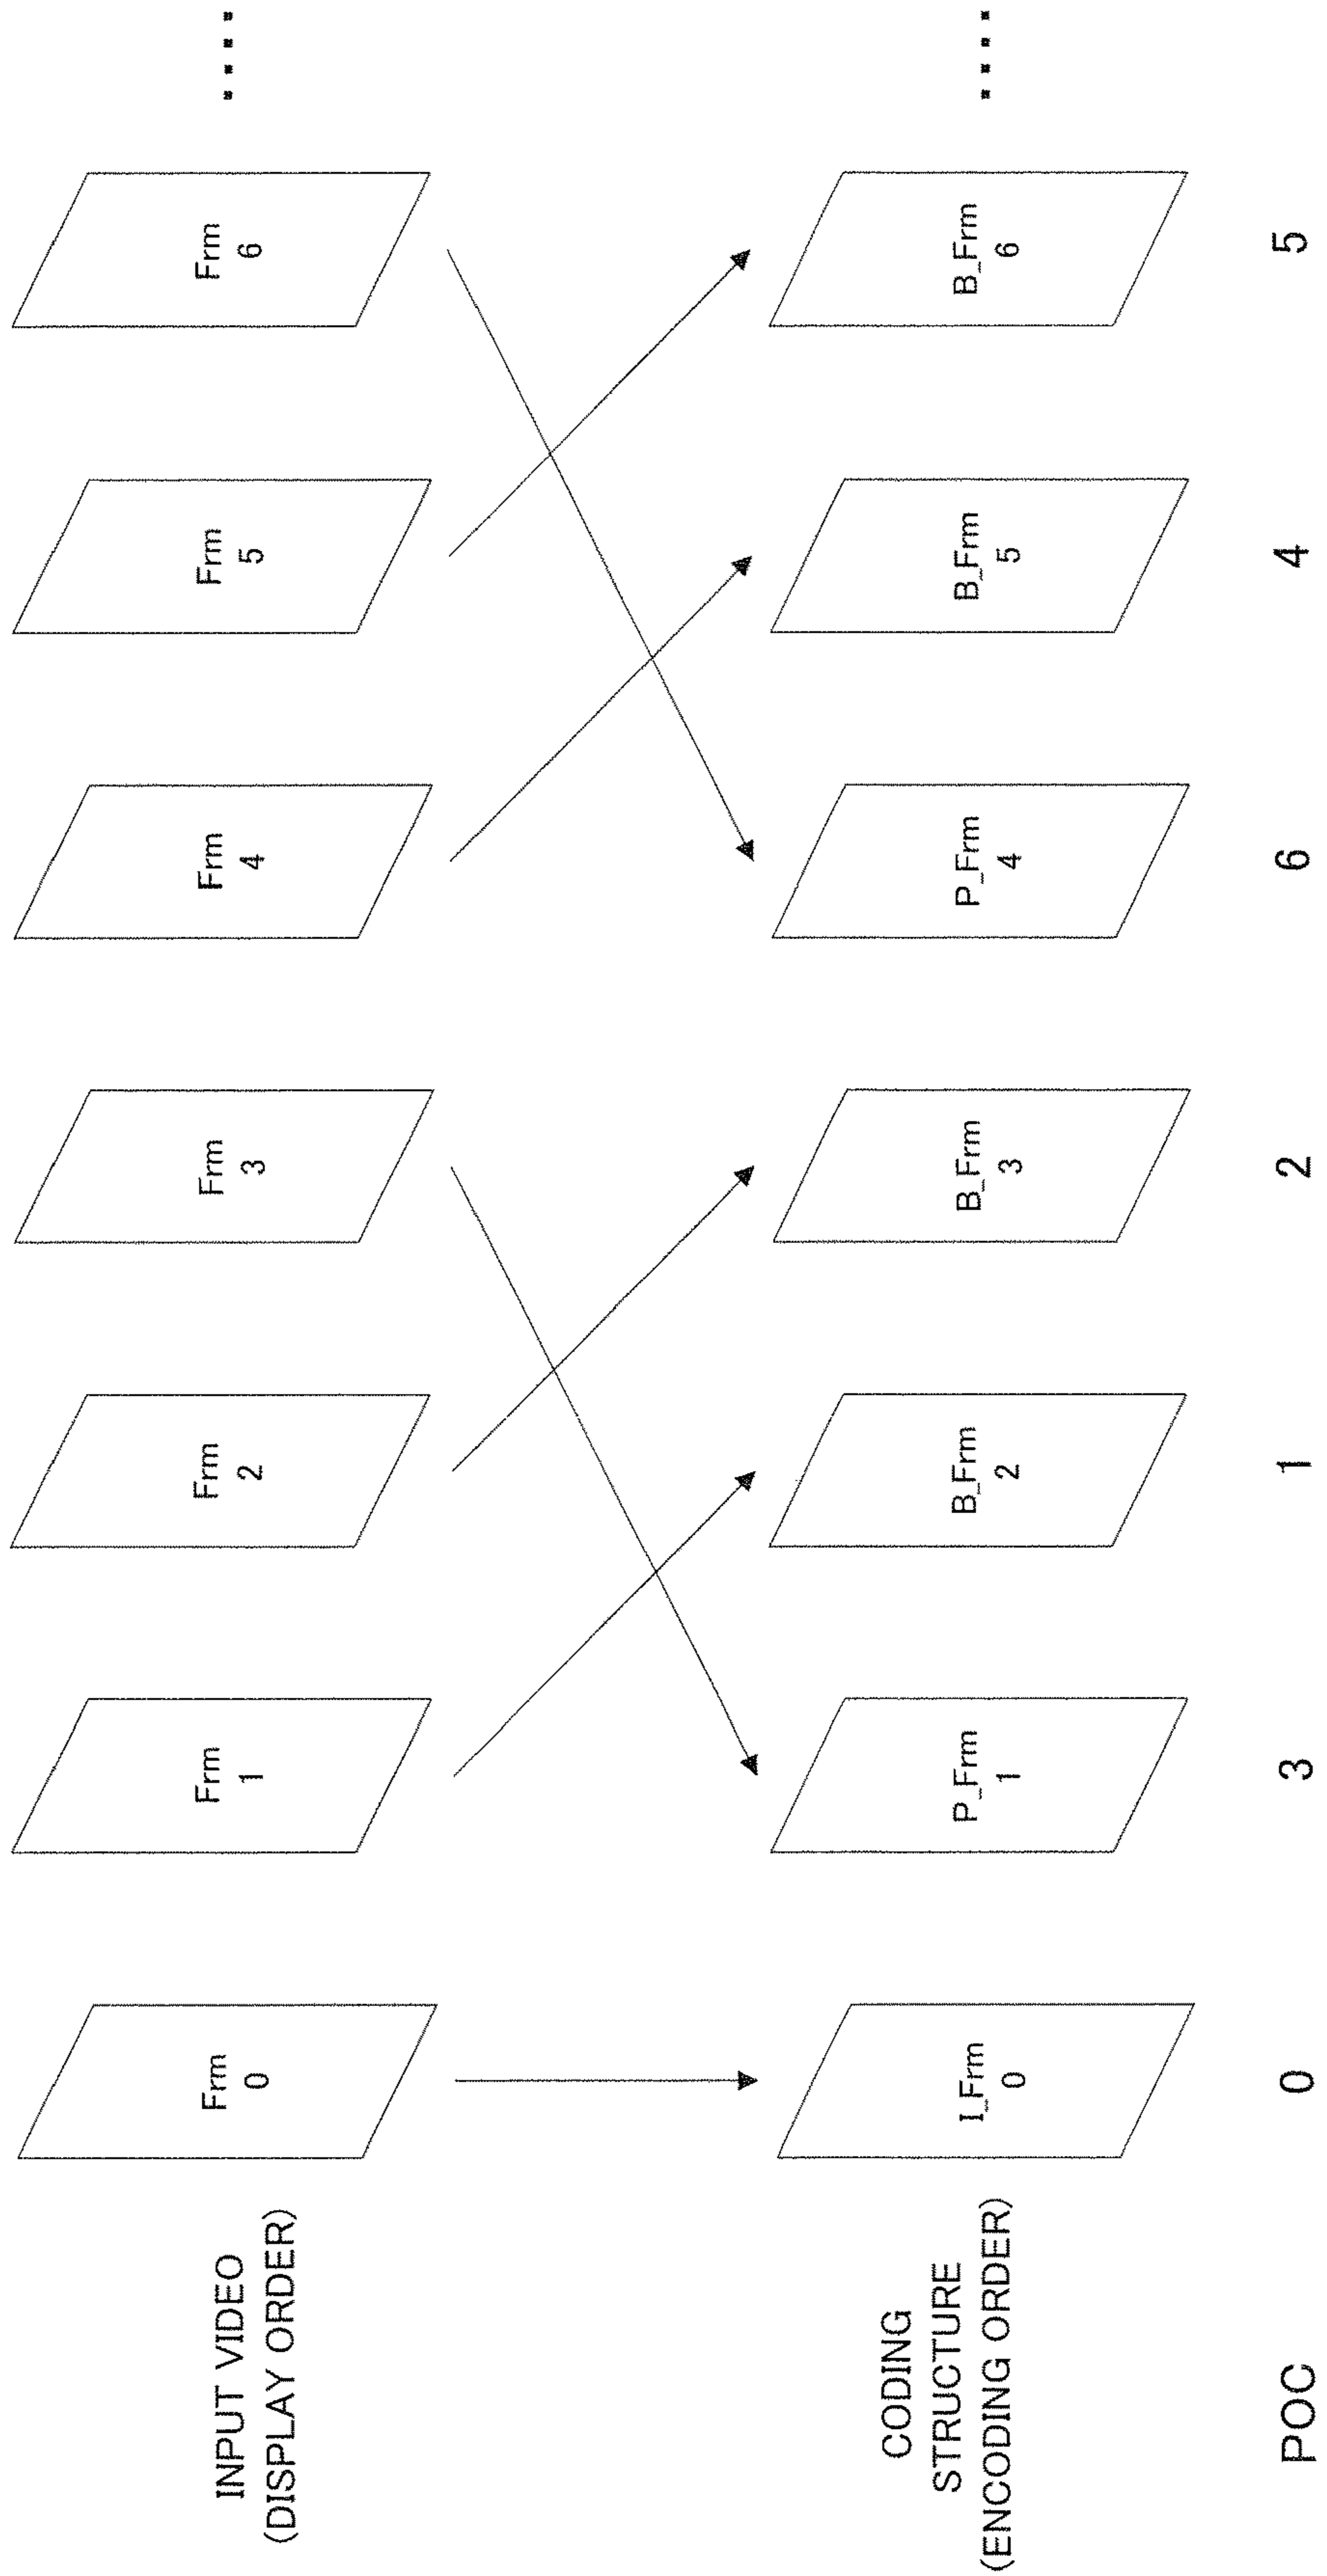 INPUT VIDEO
(DISPLAY ORDER)
Frm
0
Frm
1
Frm
2
Frm
3
Frm
4
Frm
5
Frm
6
CODING
STRUCTURE
(ENCODING ORDER)
I_Frm
0
P_Frm
1
B_Frm
2
B_Frm
3
P_Frm
4
B_Frm
5
B_Frm
6
POC 0 3 1 2 6 4 5